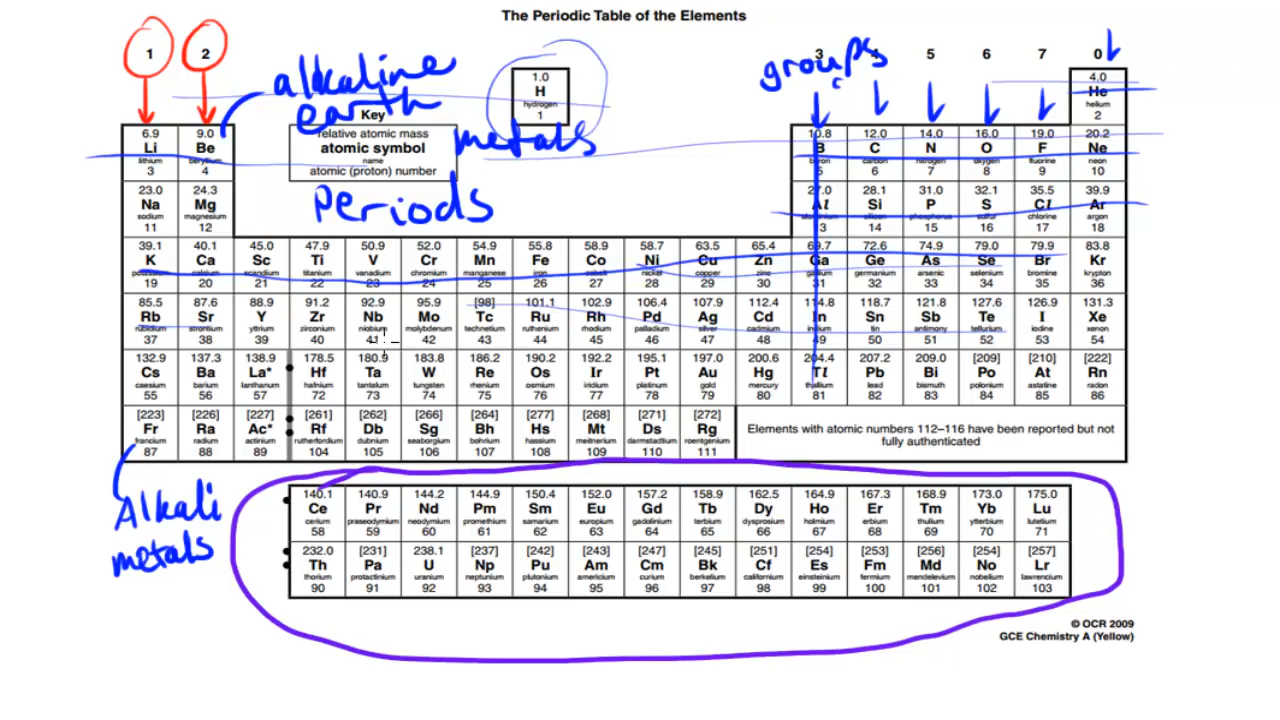 The Periodic Table of the Elements
1 2 3 4 5 6 7 0
groups
alkaline
earth
metals
1.0 4.0
H He
hydrogen helium
1 2
Key
relative atomic mass
atomic symbol
name
atomic (proton) number
6.9 9.0 10.8 12.0 14.0 16.0 19.0 20.2
Li Be B C N O F Ne
lithium beryllium boron carbon nitrogen oxygen fluorine neon
3 4 5 6 7 8 9 10
Periods
23.0 24.3 27.0 28.1 31.0 32.1 35.5 39.9
Na Mg Al Si P S Cl Ar
sodium magnesium aluminium silicon phosphorus sulfur chlorine argon
11 12 13 14 15 16 17 18
39.1 40.1 45.0 47.9 50.9 52.0 54.9 55.8 58.9 58.7 63.5 65.4 69.7 72.6 74.9 79.0 79.9 83.8
K Ca Sc Ti V Cr Mn Fe Co Ni Cu Zn Ga Ge As Se Br Kr
potassium calcium scandium titanium vanadium chromium manganese iron cobalt nickel copper zinc gallium germanium arsenic selenium bromine krypton
19 20 21 22 23 24 25 26 27 28 29 30 31 32 33 34 35 36
85.5 87.6 88.9 91.2 92.9 95.9 [98] 101.1 102.9 106.4 107.9 112.4 114.8 118.7 121.8 127.6 126.9 131.3
Rb Sr Y Zr Nb Mo Tc Ru Rh Pd Ag Cd In Sn Sb Te I Xe
rubidium strontium yttrium zirconium niobium molybdenum technetium ruthenium rhodium palladium silver cadmium indium tin antimony tellurium iodine xenon
37 38 39 40 41 42 43 44 45 46 47 48 49 50 51 52 53 54
132.9 137.3 138.9 178.5 180.9 183.8 186.2 190.2 192.2 195.1 197.0 200.6 204.4 207.2 209.0 [209] [210] [222]
Cs Ba La* Hf Ta W Re Os Ir Pt Au Hg Tl Pb Bi Po At Rn
caesium barium lanthanum hafnium tantalum tungsten rhenium osmium iridium platinum gold mercury thallium lead bismuth polonium astatine radon
55 56 57 72 73 74 75 76 77 78 79 80 81 82 83 84 85 86
[223] [226] [227] [261] [262] [266] [264] [277] [268] [271] [272]
Fr Ra Ac* Rf Db Sg Bh Hs Mt Ds Rg
francium radium actinium rutherfordium dubnium seaborgium bohrium hassium meitnerium darmstadtium roentgenium
87 88 89 104 105 106 107 108 109 110 111
Elements with atomic numbers 112–116 have been reported but not
fully authenticated
Alkali
metals
140.1 140.9 144.2 144.9 150.4 152.0 157.2 158.9 162.5 164.9 167.3 168.9 173.0 175.0
Ce Pr Nd Pm Sm Eu Gd Tb Dy Ho Er Tm Yb Lu
cerium praseodymium neodymium promethium samarium europium gadolinium terbium dysprosium holmium erbium thulium ytterbium lutetium
58 59 60 61 62 63 64 65 66 67 68 69 70 71
232.0 [231] 238.1 [237] [242] [243] [247] [245] [251] [254] [253] [256] [254] [257]
Th Pa U Np Pu Am Cm Bk Cf Es Fm Md No Lr
thorium protactinium uranium neptunium plutonium americium curium berkelium californium einsteinium fermium mendelevium nobelium lawrencium
90 91 92 93 94 95 96 97 98 99 100 101 102 103
© OCR 2009
GCE Chemistry A (Yellow)